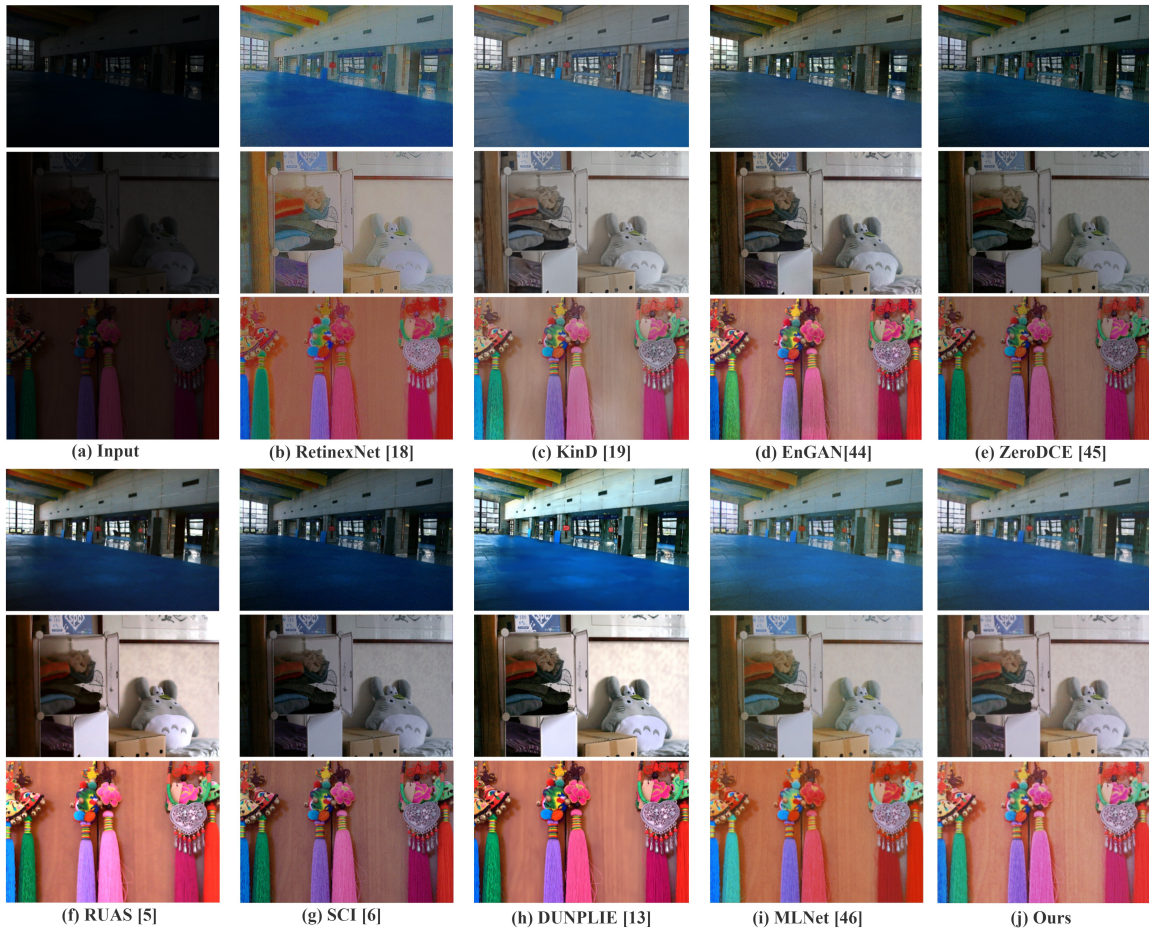 (a) Input
(b) RetinexNet [18]
(c) KinD [19]
(d) EnGAN[44]
(e) ZeroDCE [45]
(f) RUAS [5]
(g) SCI [6]
(h) DUNPLIE [13]
(i) MLNet [46]
(j) Ours